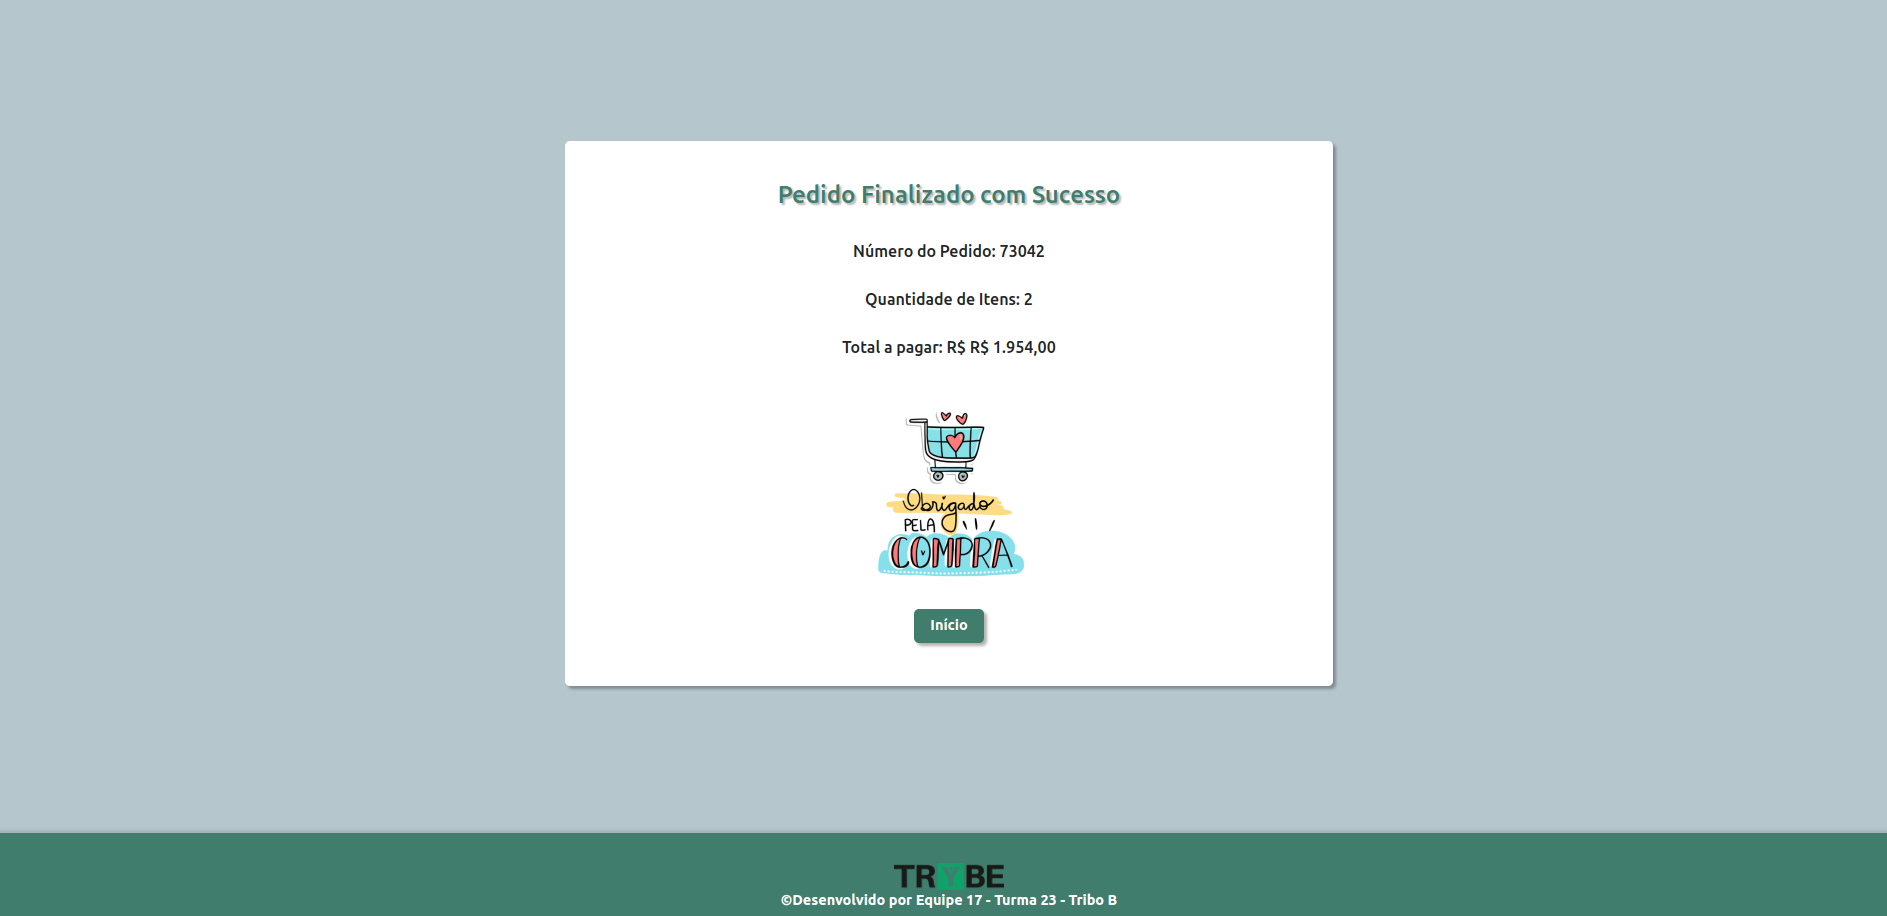 Pedido Finalizado com Sucesso
Número do Pedido: 73042
Quantidade de Itens: 2
Total a pagar: R$ R$ 1.954,00
Obrigado
PELA
COMPRA
Início
TRYBE
©Desenvolvido por Equipe 17 - Turma 23 - Tribo B